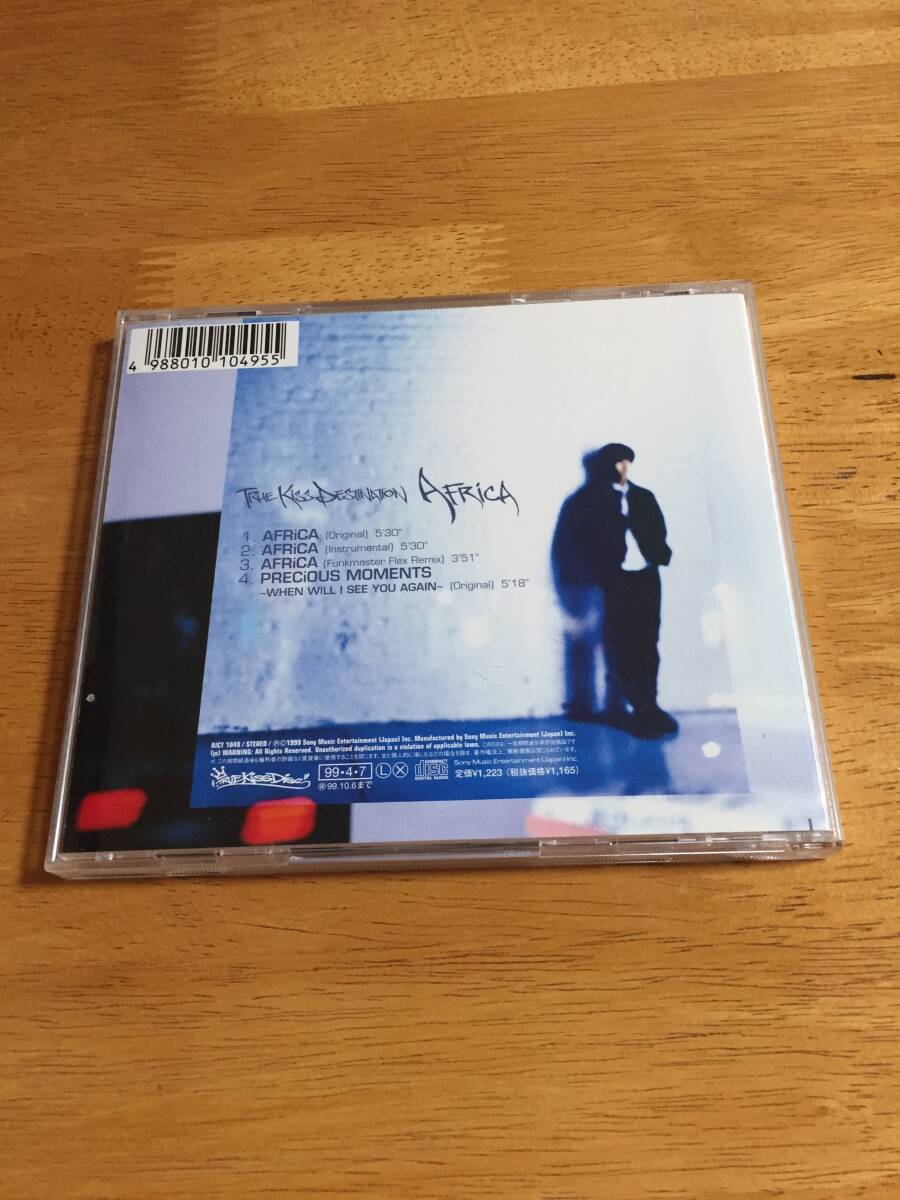 4 988010 104955
TRUE KiSS DESTiNATiON AFRiCA
1. AFRiCA (Original) 5'30"
2. AFRiCA (Instrumental) 5'30"
3. AFRiCA (Funkmaster Flex Remix) 3'51"
4. PRECiOUS MOMENTS
~WHEN WILL I SEE YOU AGAIN~ (Original) 5'18"
AICT 1049 / STEREO / ℗©1999 Sony Music Entertainment (Japan) Inc. Manufactured by Sony Music Entertainment (Japan) Inc.
WARNING: All Rights Reserved. Unauthorized duplication is a violation of applicable laws.
TRUE KiSS DiSC
99・4・7 L X COMPACT disc DIGITAL AUDIO
Sony Music Entertainment (Japan) Inc.
定価¥1,223 (税抜価格¥1,165)
99.10.6まで